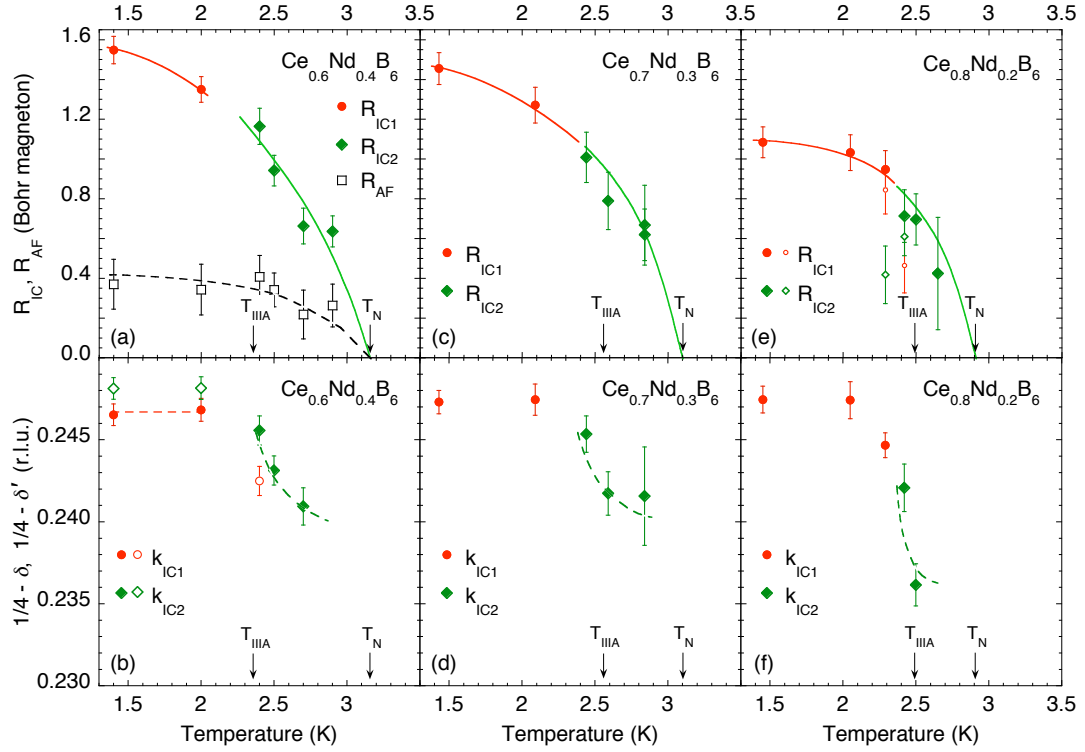 1.5 2 2.5 3 1.5 2 2.5 3 1.5 2 2.5 3 3.5
R_IC, R_AF (Bohr magneton)
1.6
1.2
0.8
0.4
0.0
Ce0.6Nd0.4B6
R_IC1
R_IC2
R_AF
T_IIIA
T_N
(a)
Ce0.7Nd0.3B6
R_IC1
R_IC2
T_IIIA
T_N
(c)
Ce0.8Nd0.2B6
R_IC1
R_IC2
T_IIIA
T_N
(e)
1/4 - δ, 1/4 - δ′ (r.l.u.)
0.245
0.240
0.235
0.230
Ce0.6Nd0.4B6
k_IC1
k_IC2
T_IIIA
T_N
(b)
Ce0.7Nd0.3B6
k_IC1
k_IC2
T_IIIA
T_N
(d)
Ce0.8Nd0.2B6
k_IC1
k_IC2
T_IIIA
T_N
(f)
1.5 2 2.5 3 1.5 2 2.5 3 1.5 2 2.5 3 3.5
Temperature (K) Temperature (K) Temperature (K)